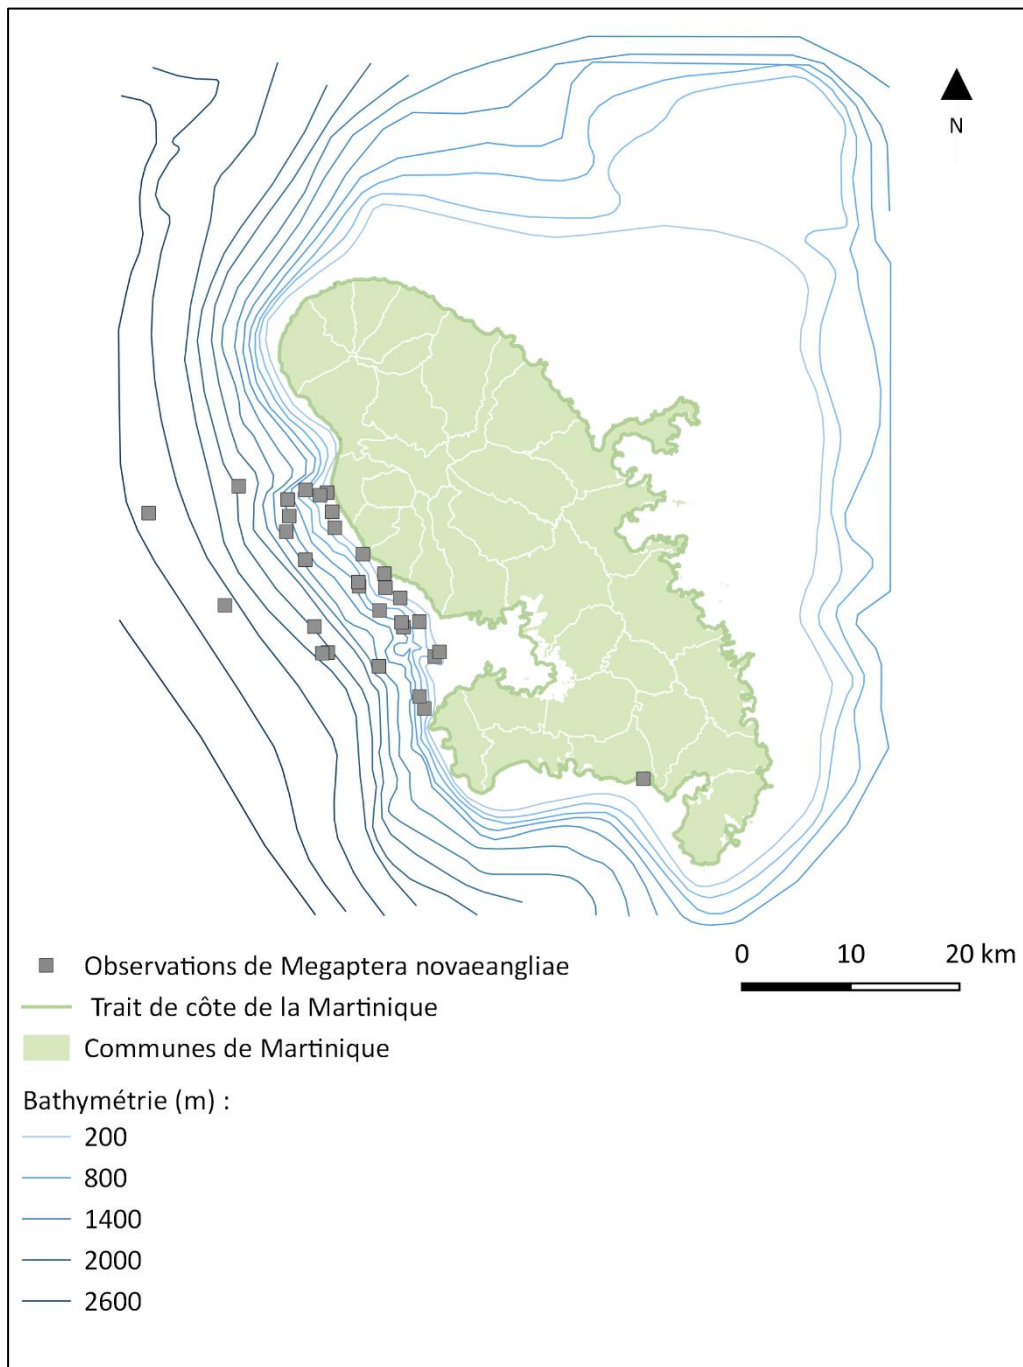 N
0 10 20 km
Observations de Megaptera novaeangliae
Trait de côte de la Martinique
Communes de Martinique
Bathymétrie (m) :
200
800
1400
2000
2600